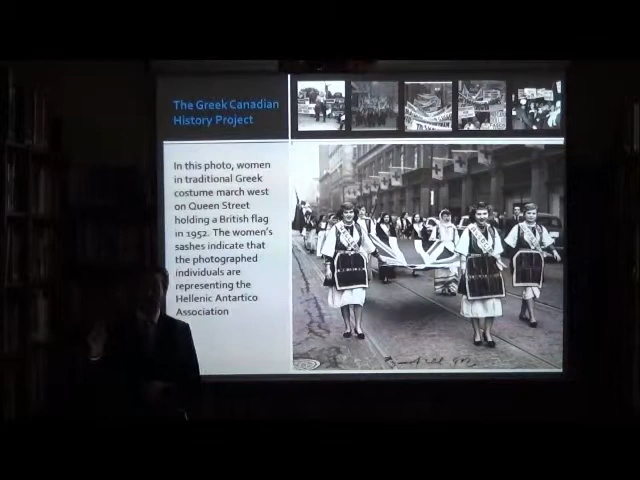 The Greek Canadian
History Project
In this photo, women
in traditional Greek
costume march west
on Queen Street
holding a British flag
in 1952. The women's
sashes indicate that
the photographed
individuals are
representing the
Hellenic Antartico
Association